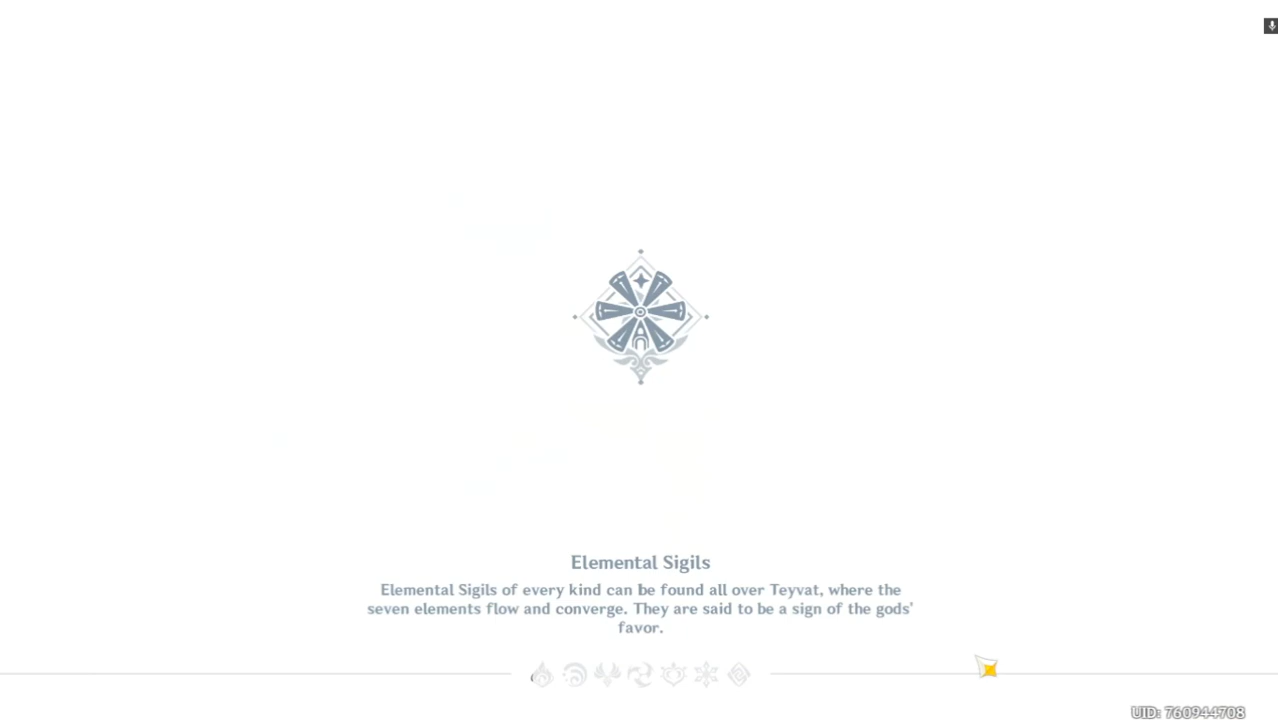 Elemental Sigils
Elemental Sigils of every kind can be found all over Teyvat, where the
seven elements flow and converge. They are said to be a sign of the gods'
favor.
UID: 760944708